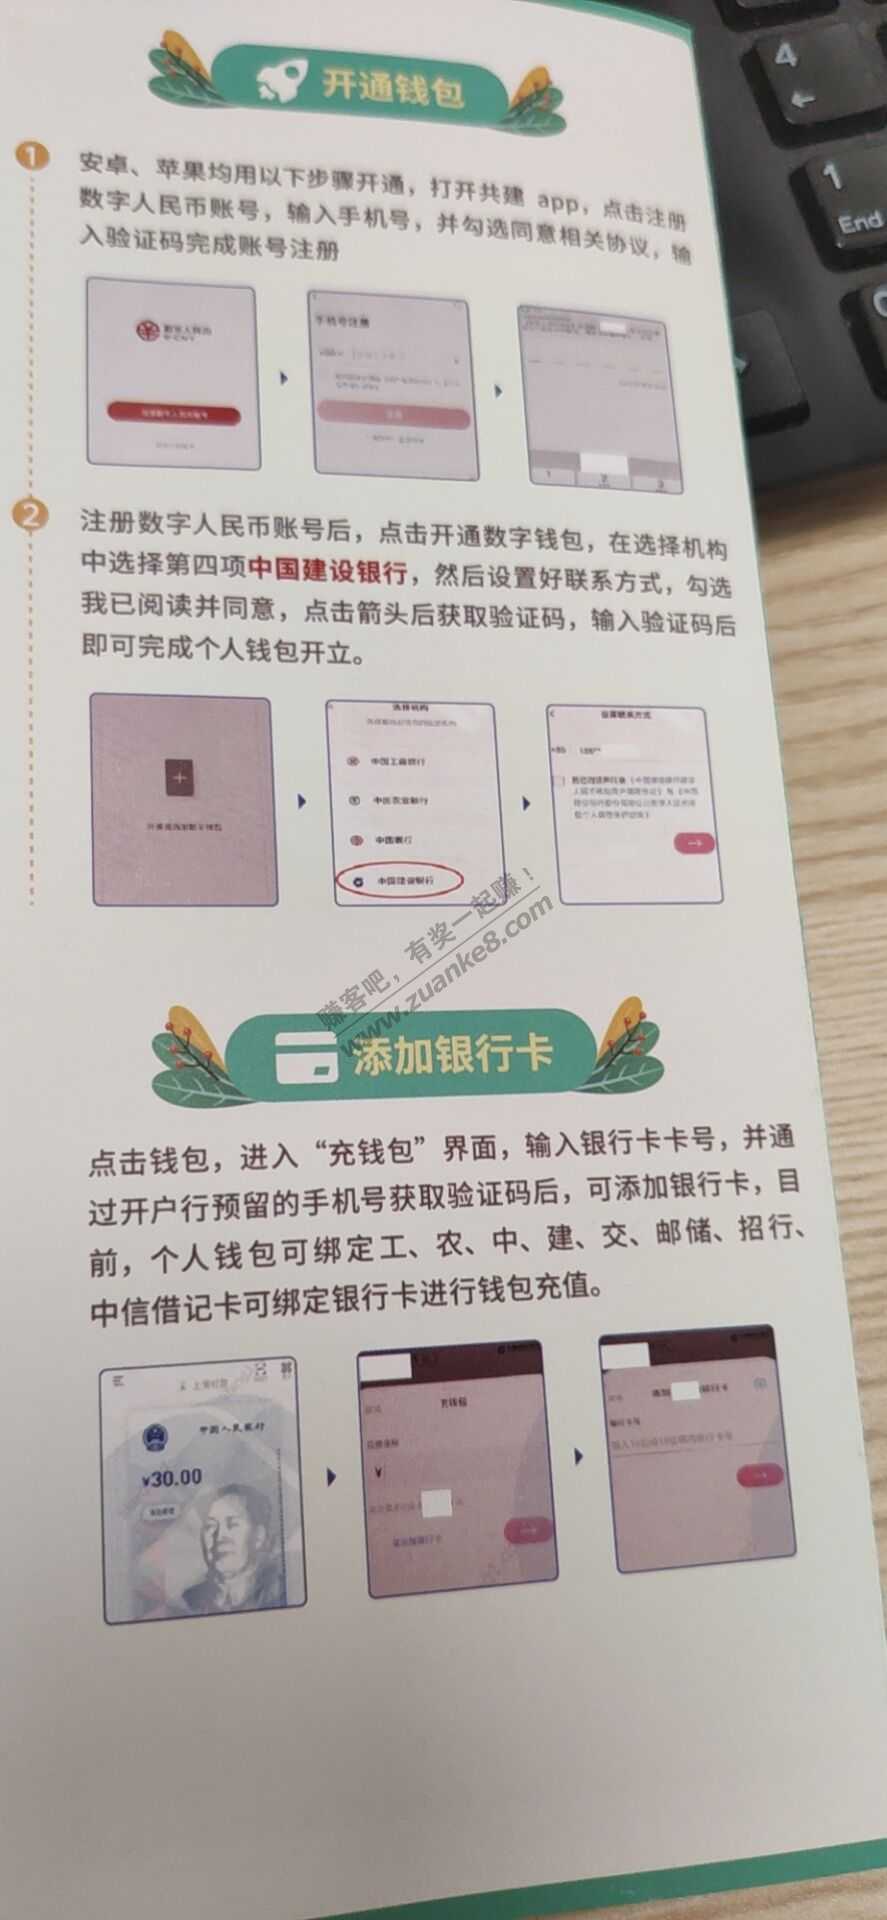 开通钱包
1
安卓、苹果均用以下步骤开通，打开共建 app，点击注册
数字人民币账号，输入手机号，并勾选同意相关协议，输
入验证码完成账号注册
数字人民币
e-CNY
手机号注册
1
2
3
2
注册数字人民币账号后，点击开通数字钱包，在选择机构
中选择第四项中国建设银行，然后设置好联系方式，勾选
我已阅读并同意，点击箭头后获取验证码，输入验证码后
即可完成个人钱包开立。
选择机构
中国工商银行
中国农业银行
中国银行
中国建设银行
设置联系方式
+86
我已阅读并同意
赚客吧，有奖一起赚！
www.zuanke8.com
添加银行卡
点击钱包，进入“充钱包”界面，输入银行卡卡号，并通
过开户行预留的手机号获取验证码后，可添加银行卡，目
前，个人钱包可绑定工、农、中、建、交、邮储、招行、
中信借记卡可绑定银行卡进行钱包充值。
中国人民银行
¥30.00
充钱包
¥
4
1
End